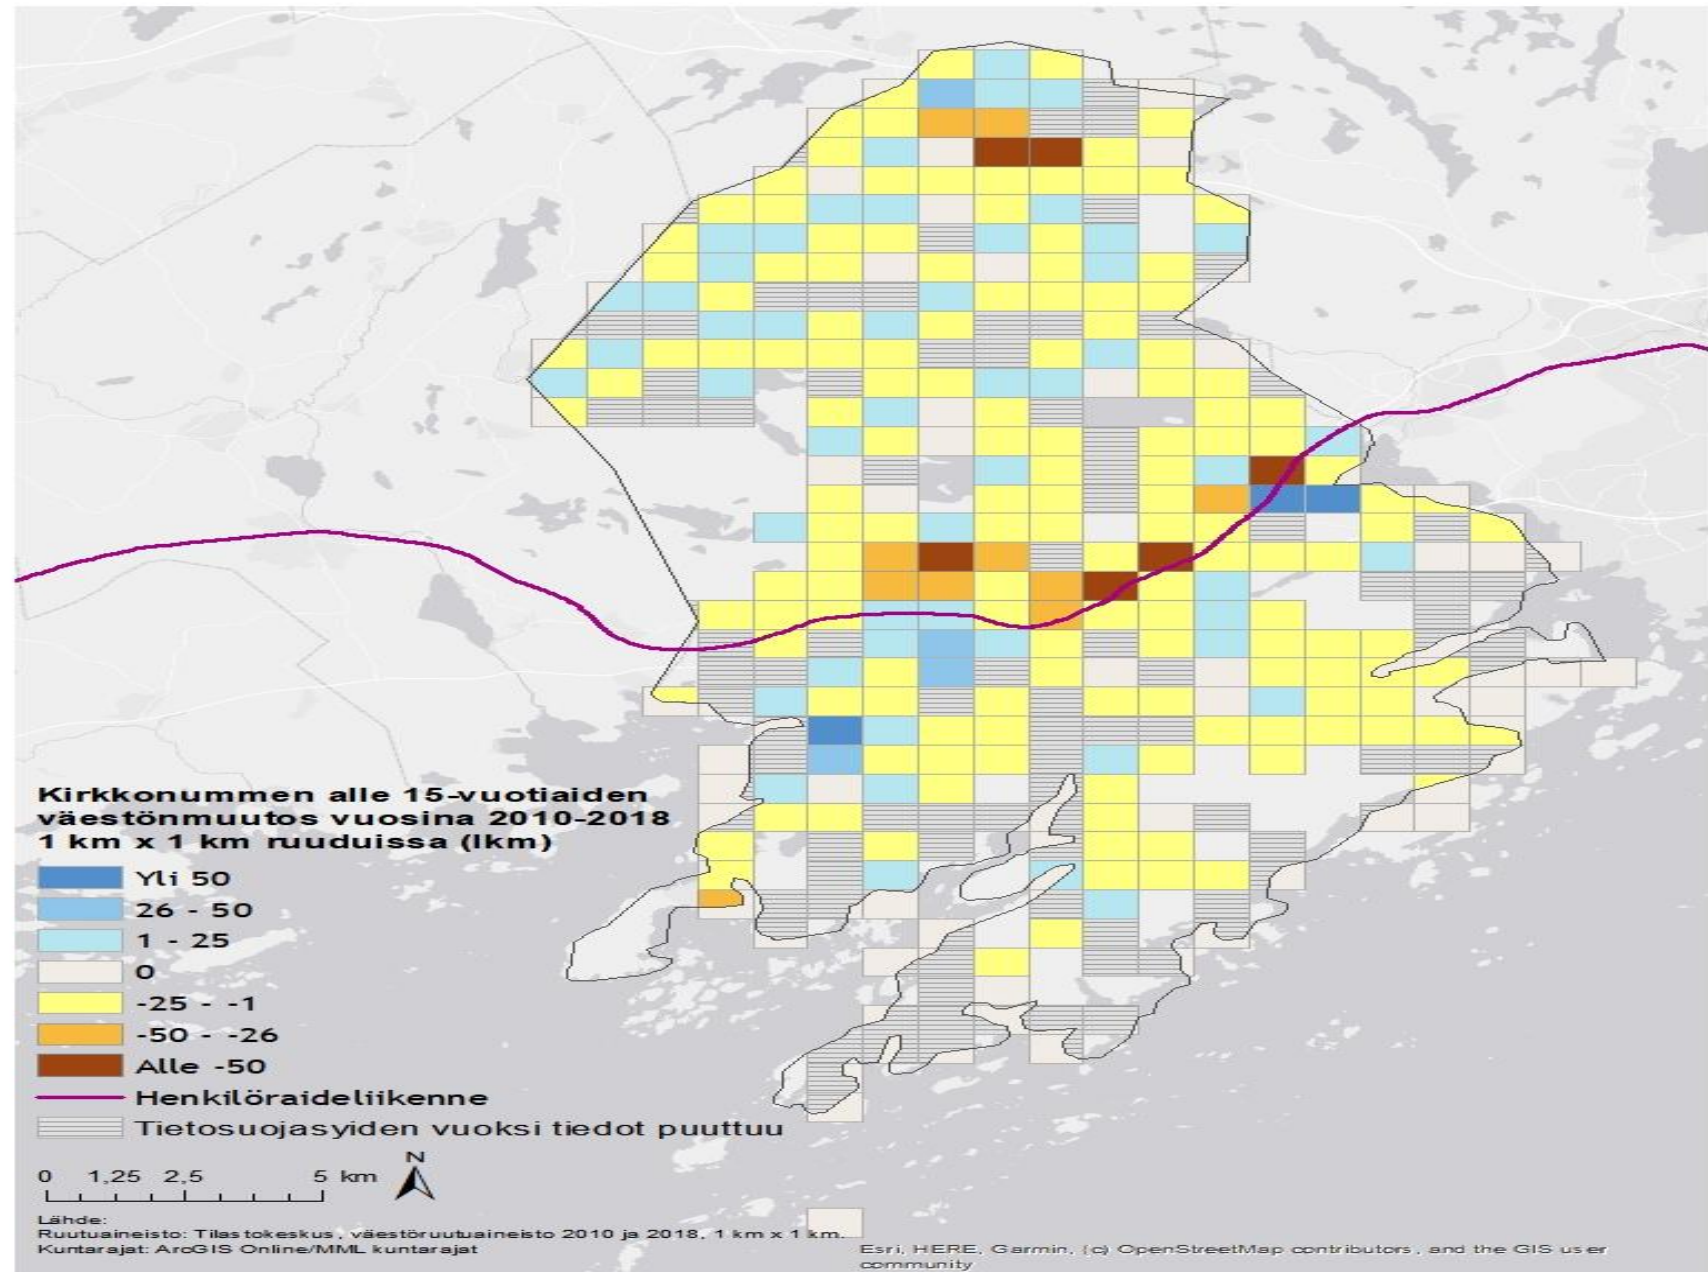 Kirkkonummen alle 15-vuotiaiden
väestönmuutos vuosina 2010-2018
1 km x 1 km ruuduissa (lkm)
Yli 50
26 - 50
1 - 25
0
-25 - -1
-50 - -26
Alle -50
Henkilöraideliikenne
Tietosuojasyiden vuoksi tiedot puuttuu
N
0 1,25 2,5 5 km
Lähde:
Ruutuaineisto: Tilastokeskus, väestöruutuaineisto 2010 ja 2018, 1 km x 1 km.
Kuntarajat: ArcGIS Online/MML kuntarajat
Esri, HERE, Garmin, (c) OpenStreetMap contributors, and the GIS user
community